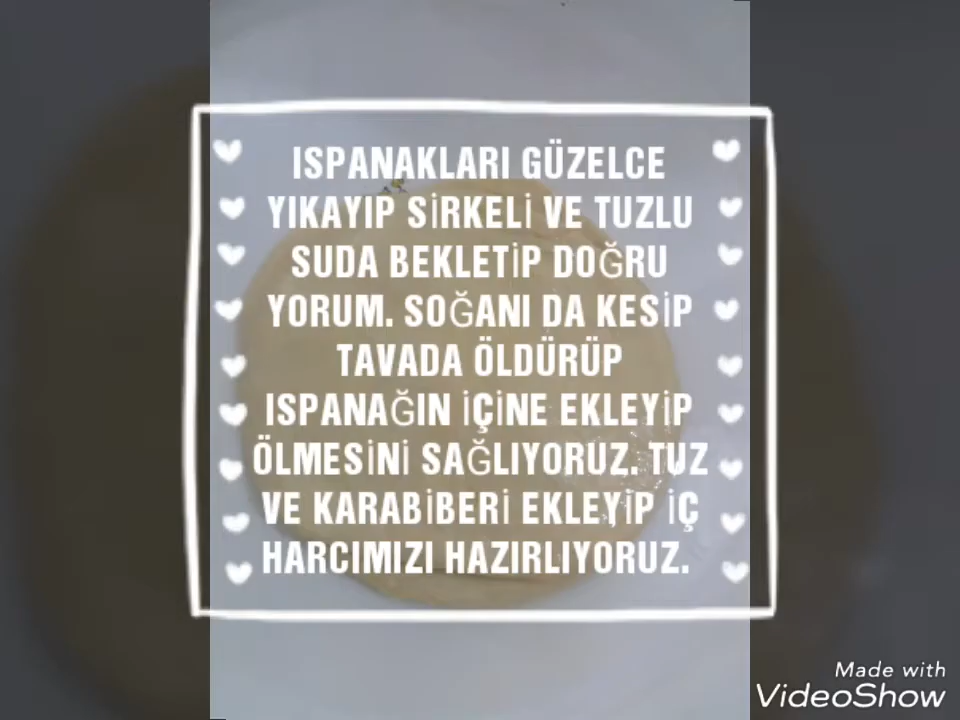 ISPANAKLARI GÜZELCE
YIKAYIP SİRKELİ VE TUZLU
SUDA BEKLETİP DOĞRU
YORUM. SOĞANI DA KESİP
TAVADA ÖLDÜRÜP
ISPANAĞIN İÇİNE EKLEYİP
ÖLMESİNİ SAĞLIYORUZ. TUZ
VE KARABİBERİ EKLEYİP İÇ
HARCIMIZI HAZIRLIYORUZ.
Made with
VideoShow